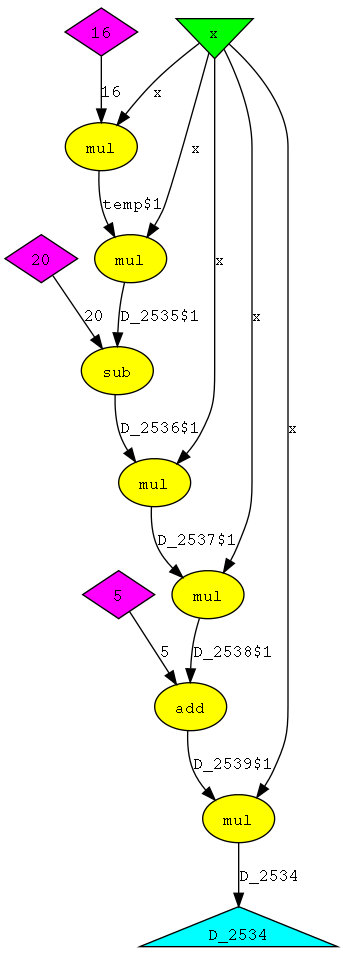 16
x
16
x
mul
x
temp$1
mul
20
x
20
D_2535$1
x
x
sub
D_2536$1
mul
D_2537$1
5
mul
5
D_2538$1
add
D_2539$1
mul
D_2534
D_2534